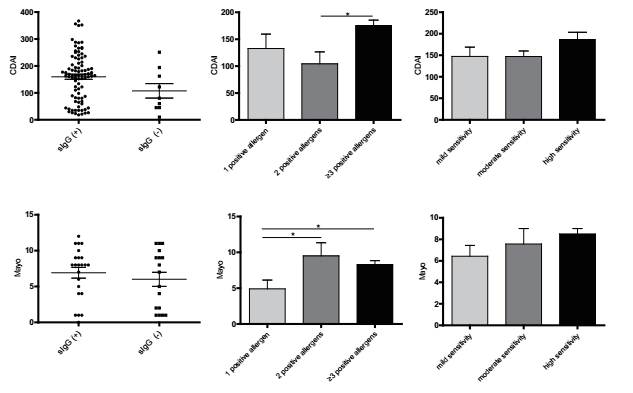 400
300
200
100
0
CDAI
sIgG (+)
sIgG (-)
200
150
100
50
0
CDAI
*
1 positive allergen
2 positive allergens
≥3 positive allergens
250
200
150
100
50
0
CDAI
mild sensitivity
moderate sensitivity
high sensitivity
15
10
5
0
Mayo
sIgG (+)
sIgG (-)
15
10
5
0
Mayo
*
*
1 positive allergen
2 positive allergens
≥3 positive allergens
10
8
6
4
2
0
Mayo
mild sensitivity
moderate sensitivity
high sensitivity